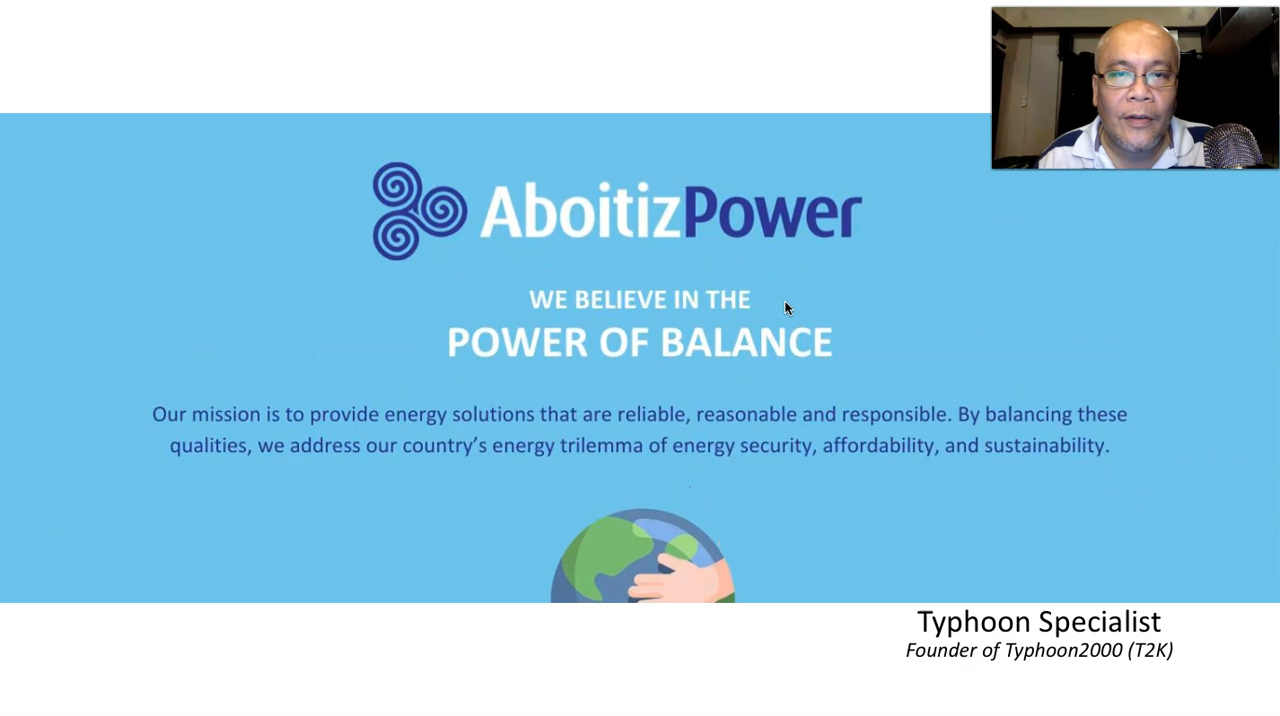 AboitizPower
WE BELIEVE IN THE
POWER OF BALANCE
Our mission is to provide energy solutions that are reliable, reasonable and responsible. By balancing these
qualities, we address our country's energy trilemma of energy security, affordability, and sustainability.
Typhoon Specialist
Founder of Typhoon2000 (T2K)